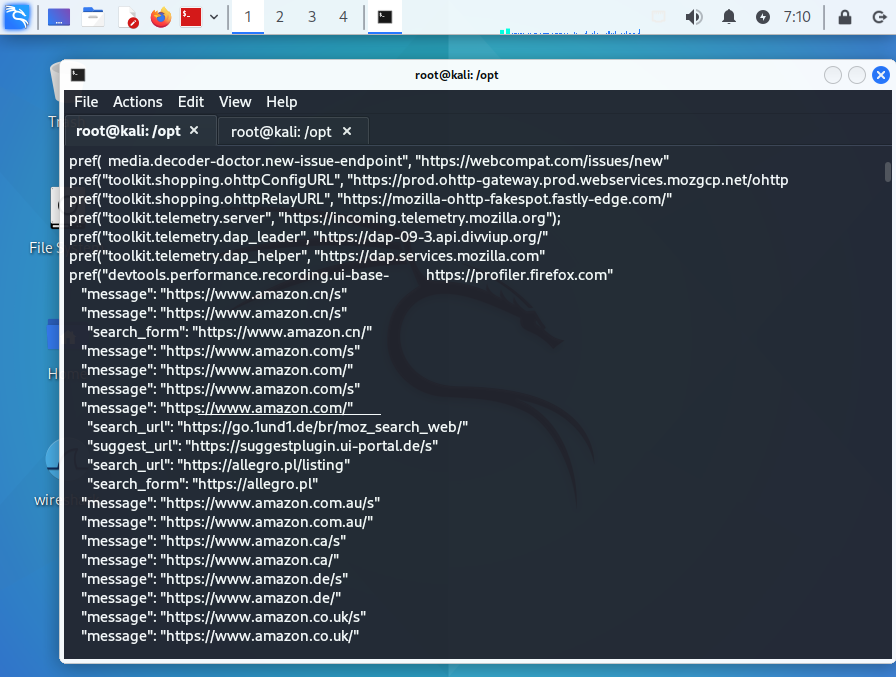 1 2 3 4 7:10
root@kali: /opt
File Actions Edit View Help
root@kali: /opt × root@kali: /opt ×
pref( media.decoder-doctor.new-issue-endpoint", "https://webcompat.com/issues/new"
pref("toolkit.shopping.ohttpConfigURL", "https://prod.ohttp-gateway.prod.webservices.mozgcp.net/ohttp
pref("toolkit.shopping.ohttpRelayURL", "https://mozilla-ohttp-fakespot.fastly-edge.com/"
pref("toolkit.telemetry.server", "https://incoming.telemetry.mozilla.org");
pref("toolkit.telemetry.dap_leader", "https://dap-09-3.api.divviup.org/"
pref("toolkit.telemetry.dap_helper", "https://dap.services.mozilla.com"
pref("devtools.performance.recording.ui-base- https://profiler.firefox.com"
"message": "https://www.amazon.cn/s"
"message": "https://www.amazon.cn/s"
"search_form": "https://www.amazon.cn/"
"message": "https://www.amazon.com/s"
"message": "https://www.amazon.com/"
"message": "https://www.amazon.com/s"
"message": "https://www.amazon.com/"
"search_url": "https://go.1und1.de/br/moz_search_web/"
"suggest_url": "https://suggestplugin.ui-portal.de/s"
"search_url": "https://allegro.pl/listing"
"search_form": "https://allegro.pl"
"message": "https://www.amazon.com.au/s"
"message": "https://www.amazon.com.au/"
"message": "https://www.amazon.ca/s"
"message": "https://www.amazon.ca/"
"message": "https://www.amazon.de/s"
"message": "https://www.amazon.de/"
"message": "https://www.amazon.co.uk/s"
"message": "https://www.amazon.co.uk/"